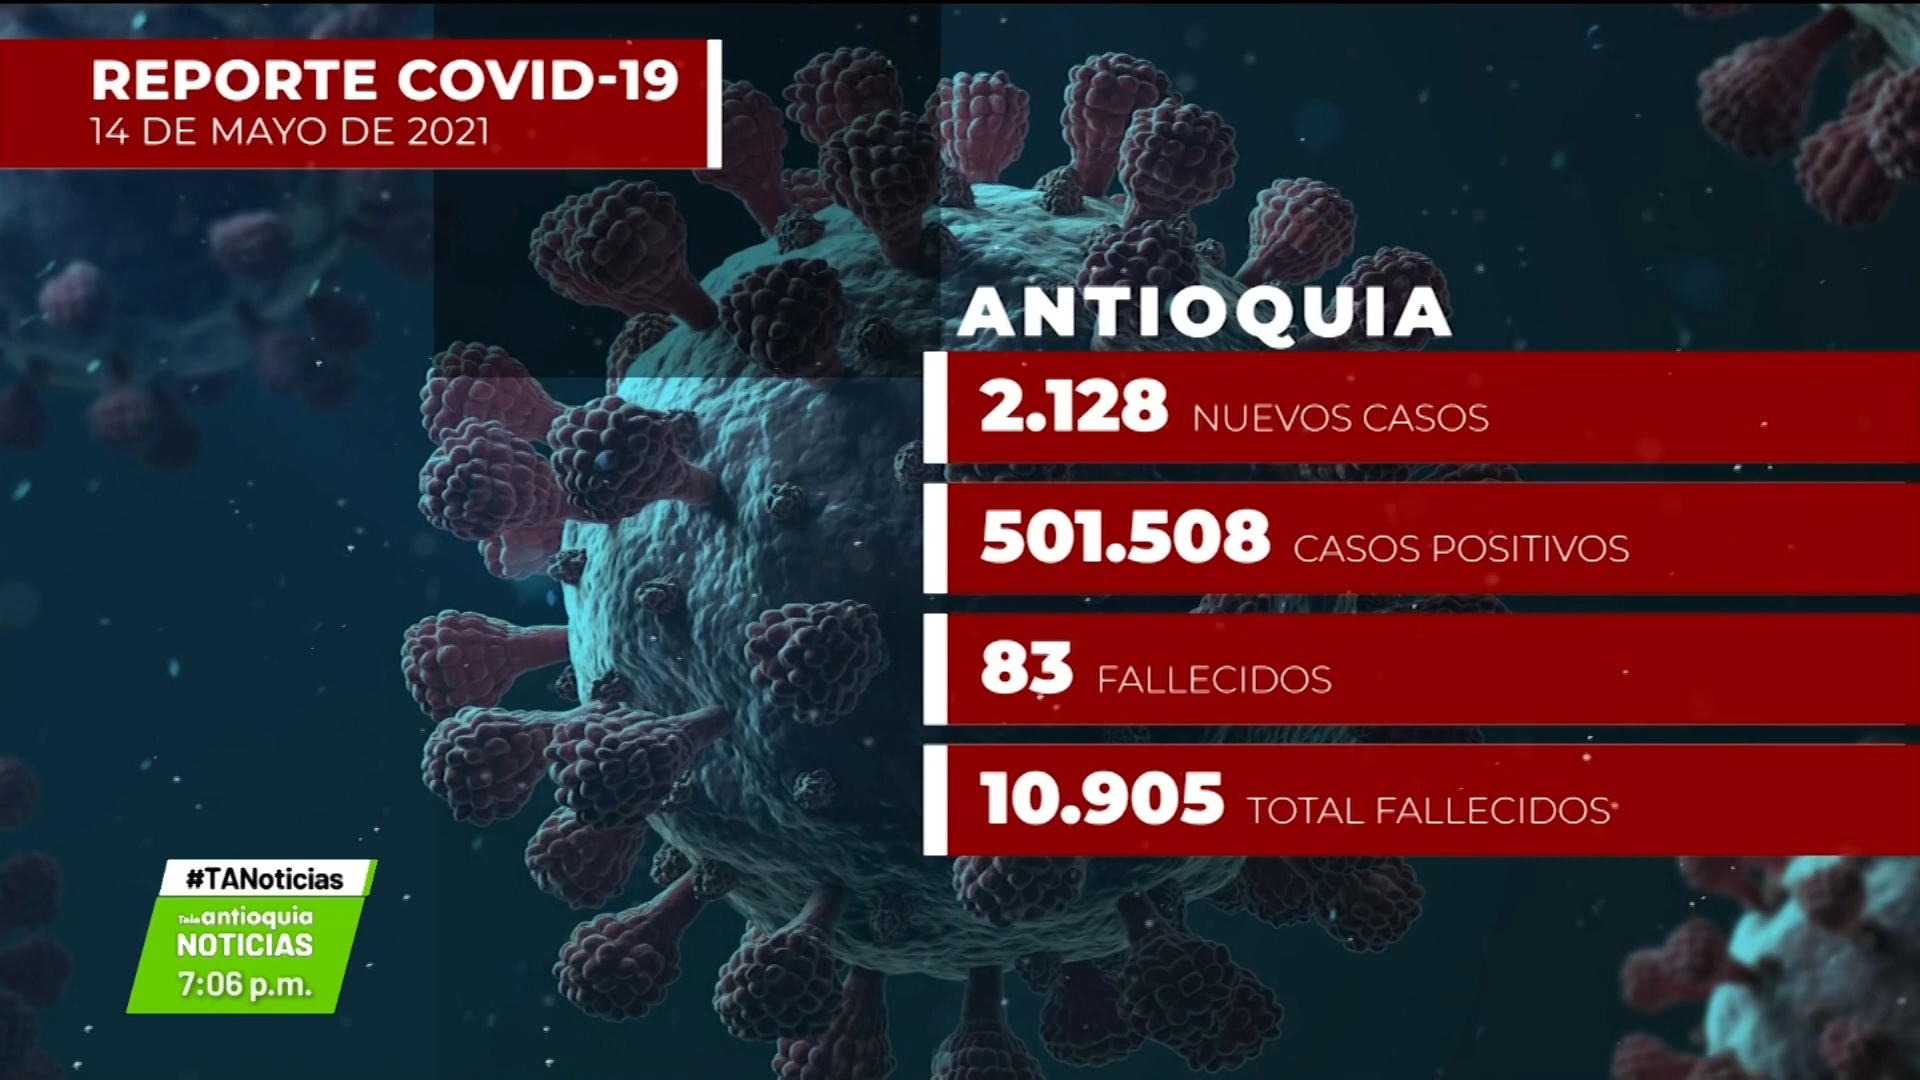 REPORTE COVID-19
14 DE MAYO DE 2021
ANTIOQUIA
2.128 NUEVOS CASOS
501.508 CASOS POSITIVOS
83 FALLECIDOS
10.905 TOTAL FALLECIDOS
#TANoticias
Teleantioquia
NOTICIAS
7:06 p.m.